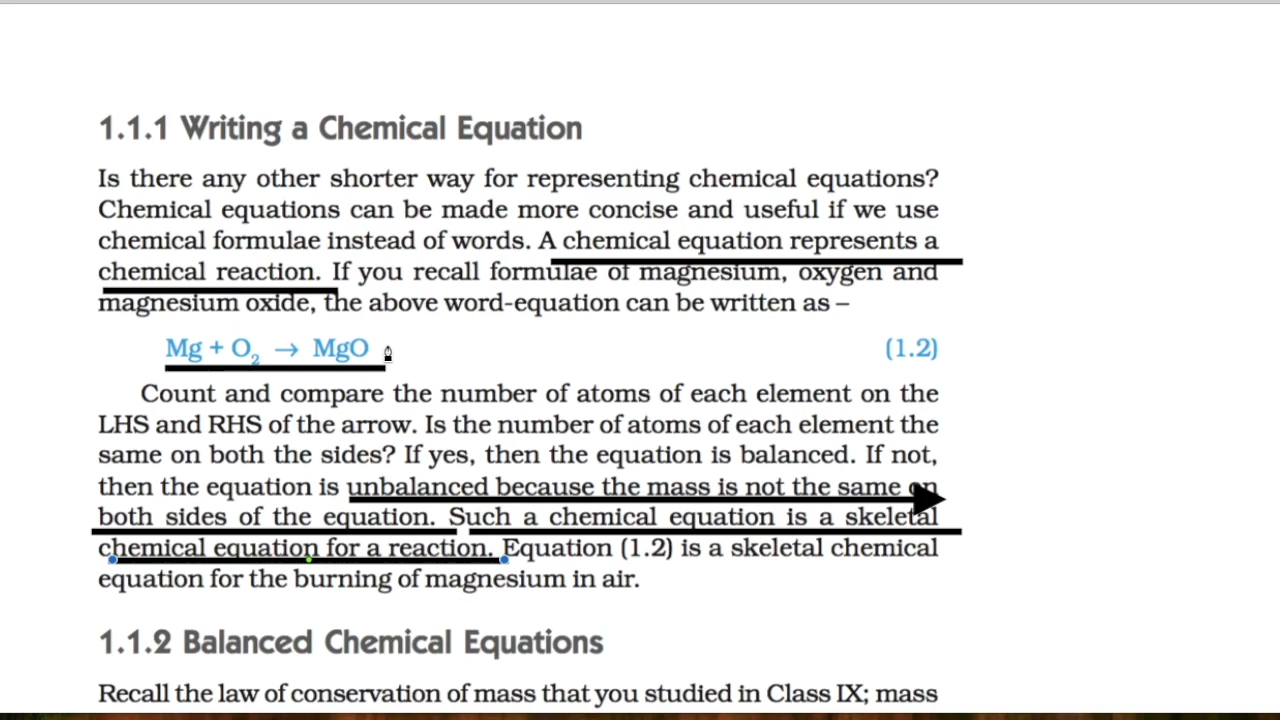 1.1.1 Writing a Chemical Equation
Is there any other shorter way for representing chemical equations?
Chemical equations can be made more concise and useful if we use
chemical formulae instead of words. A chemical equation represents a
chemical reaction. If you recall formulae of magnesium, oxygen and
magnesium oxide, the above word-equation can be written as –
Mg + O₂ → MgO (1.2)
Count and compare the number of atoms of each element on the
LHS and RHS of the arrow. Is the number of atoms of each element the
same on both the sides? If yes, then the equation is balanced. If not,
then the equation is unbalanced because the mass is not the same on
both sides of the equation. Such a chemical equation is a skeletal
chemical equation for a reaction. Equation (1.2) is a skeletal chemical
equation for the burning of magnesium in air.
1.1.2 Balanced Chemical Equations
Recall the law of conservation of mass that you studied in Class IX; mass